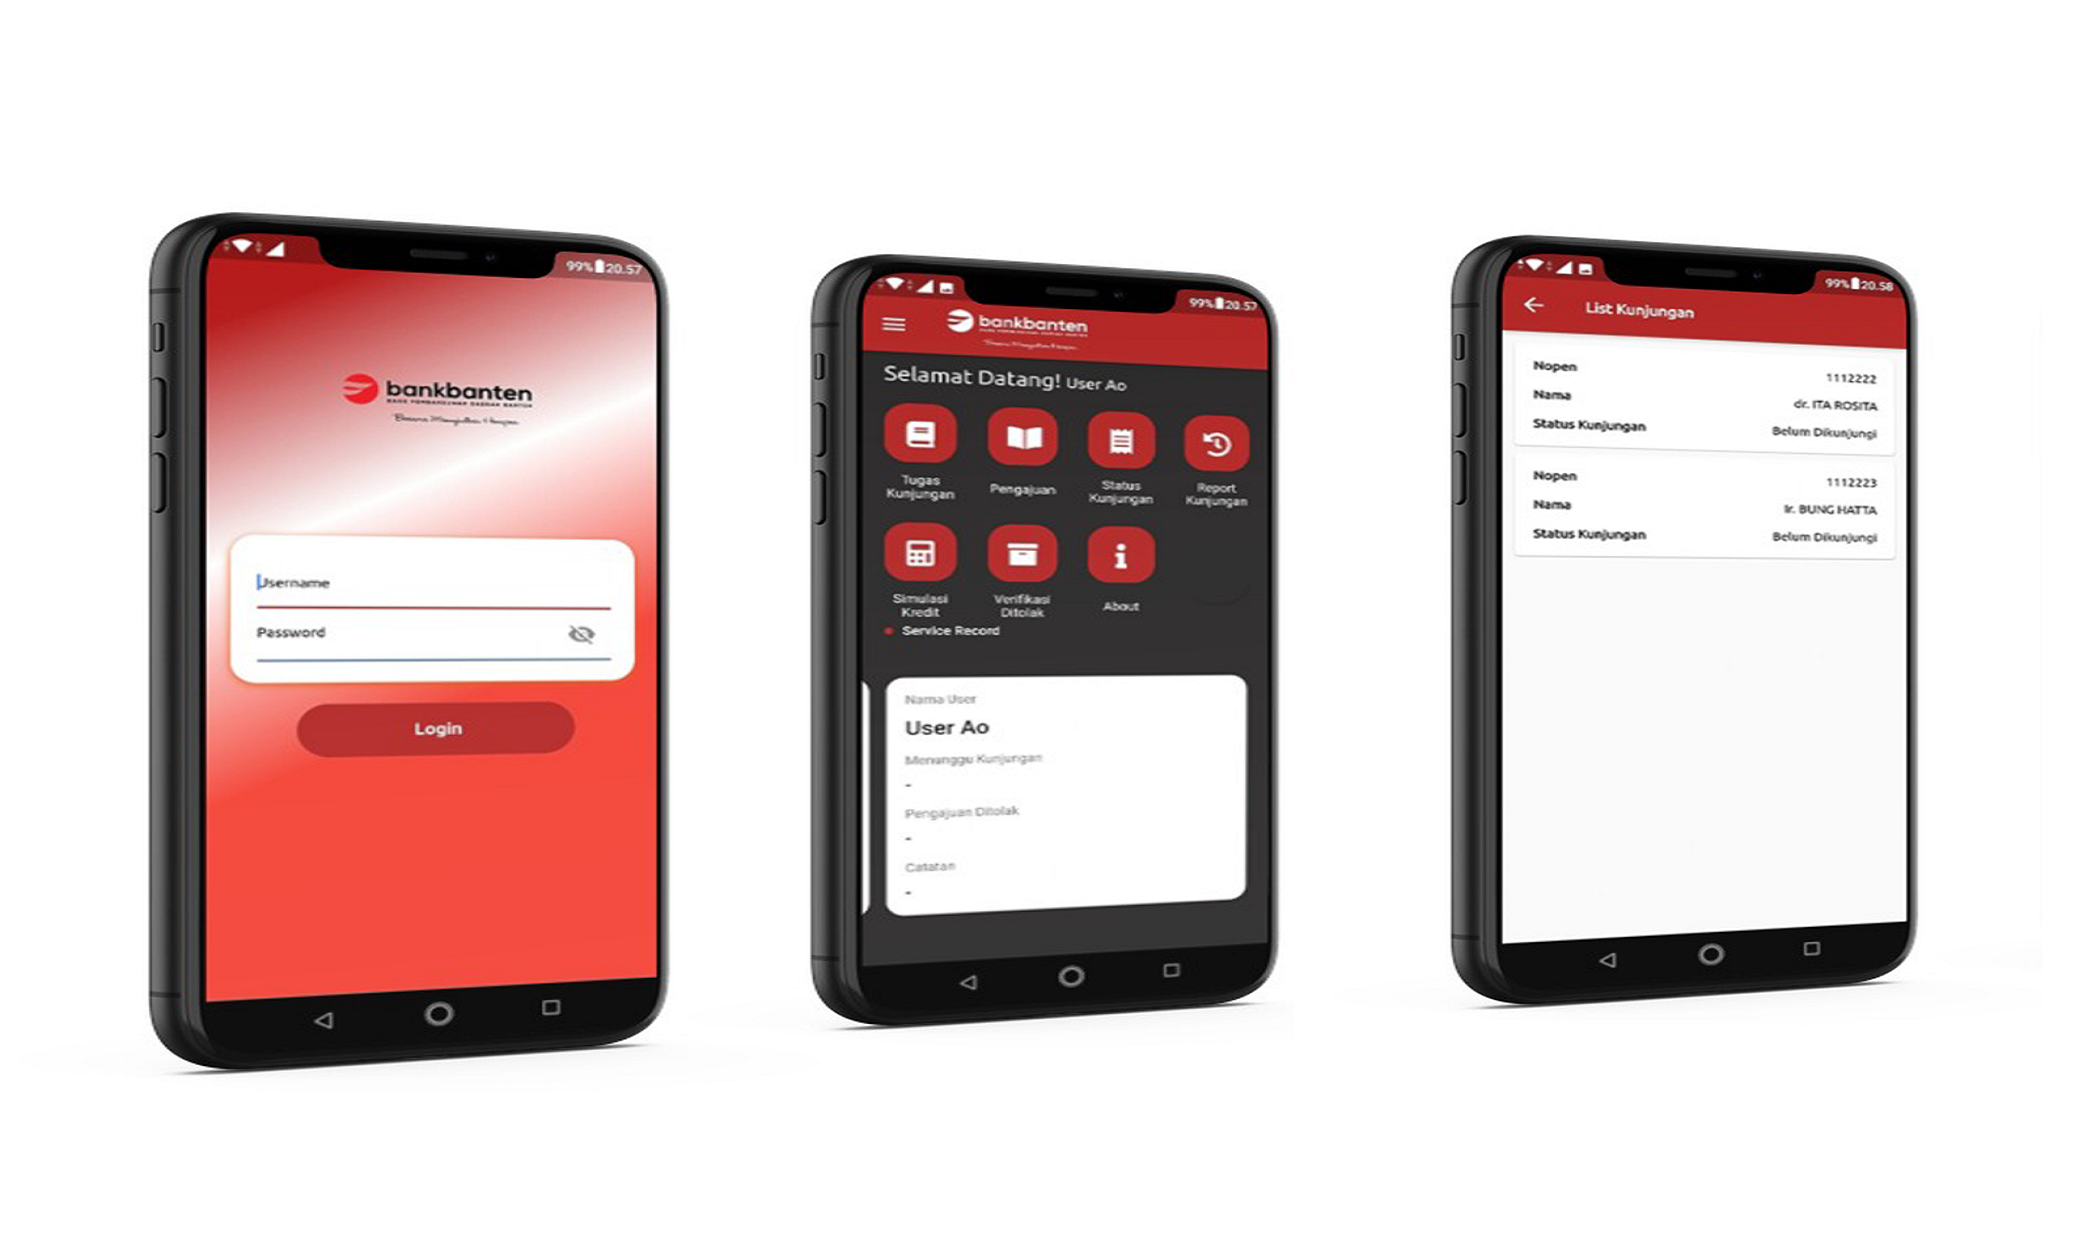 99% 20.57
bankbanten
BANK PEMBANGUNAN DAERAH BANTEN
Username
Password
Login
99% 20.57
bankbanten
Selamat Datang! User Ao
Tugas
Kunjungan
Pengajuan
Status
Kunjungan
Report
Kunjungan
Simulasi
Kredit
Verifikasi
Ditolak
About
Service Record
Nama User
User Ao
Menunggu Kunjungan
-
Pengajuan Ditolak
-
Catatan
-
99% 20.58
List Kunjungan
Nopen 1112222
Nama dr. ITA ROSITA
Status Kunjungan Belum Dikunjungi
Nopen 1112223
Nama Ir. BUNG HATTA
Status Kunjungan Belum Dikunjungi